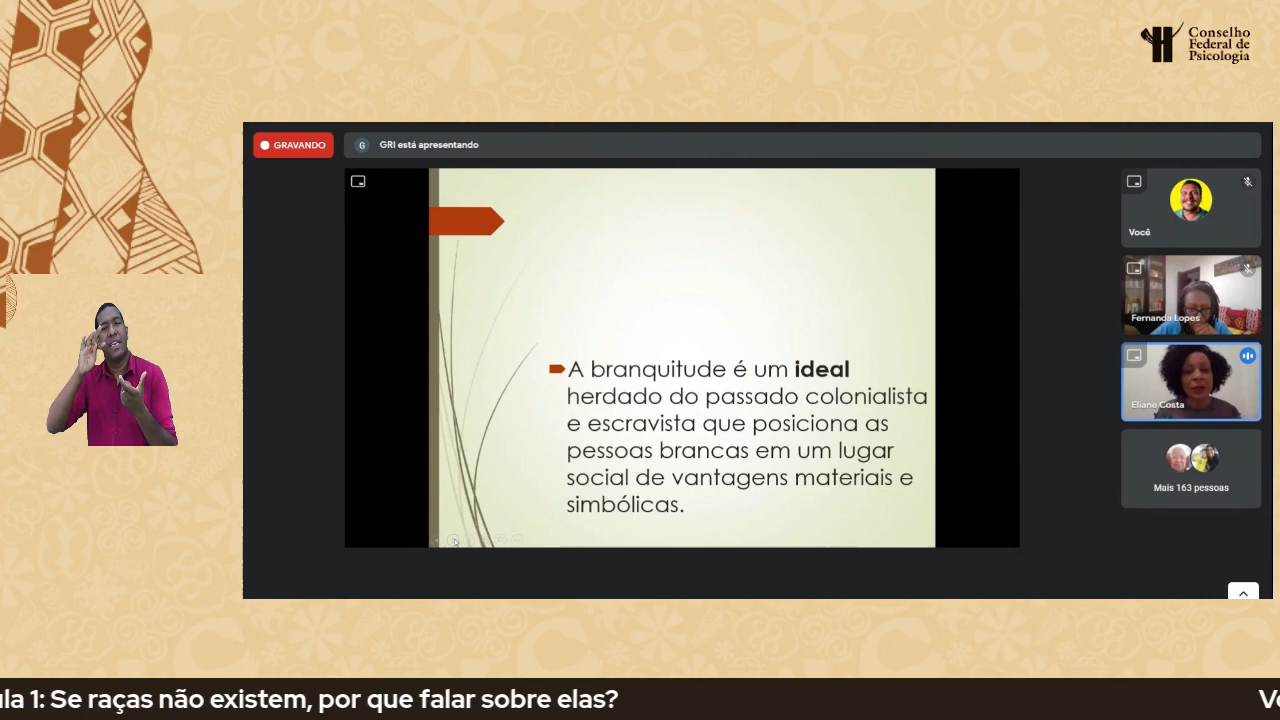 Conselho
Federal de
Psicologia
GRAVANDO
G
GRI está apresentando
Você
Fernanda Lopes
Eliane Costa
Mais 163 pessoas
A branquitude é um ideal
herdado do passado colonialista
e escravista que posiciona as
pessoas brancas em um lugar
social de vantagens materiais e
simbólicas.
la 1: Se raças não existem, por que falar sobre elas?